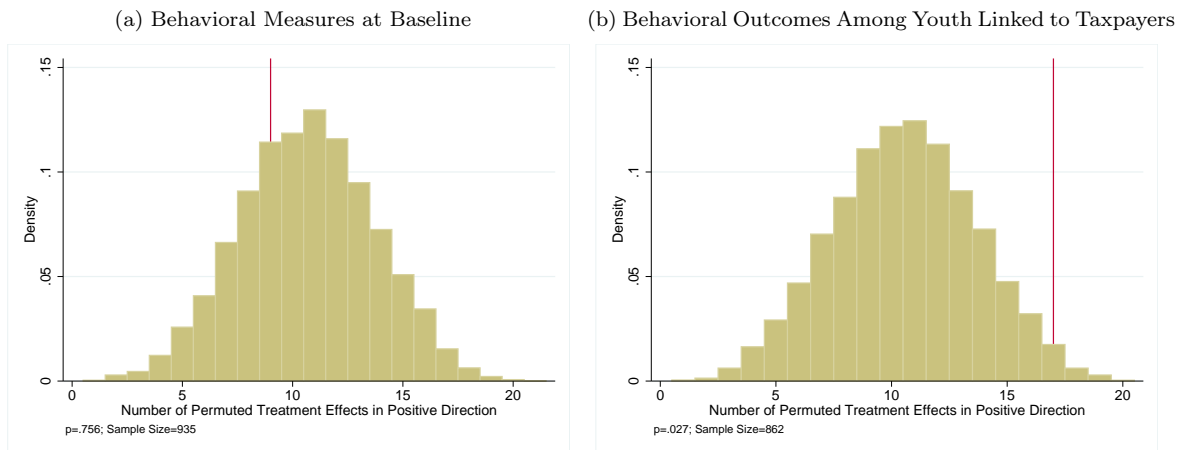 (a) Behavioral Measures at Baseline
.15
.1
.05
0
Density
0 5 10 15 20
Number of Permuted Treatment Effects in Positive Direction
p=.756; Sample Size=935
(b) Behavioral Outcomes Among Youth Linked to Taxpayers
.15
.1
.05
0
Density
0 5 10 15 20
Number of Permuted Treatment Effects in Positive Direction
p=.027; Sample Size=862